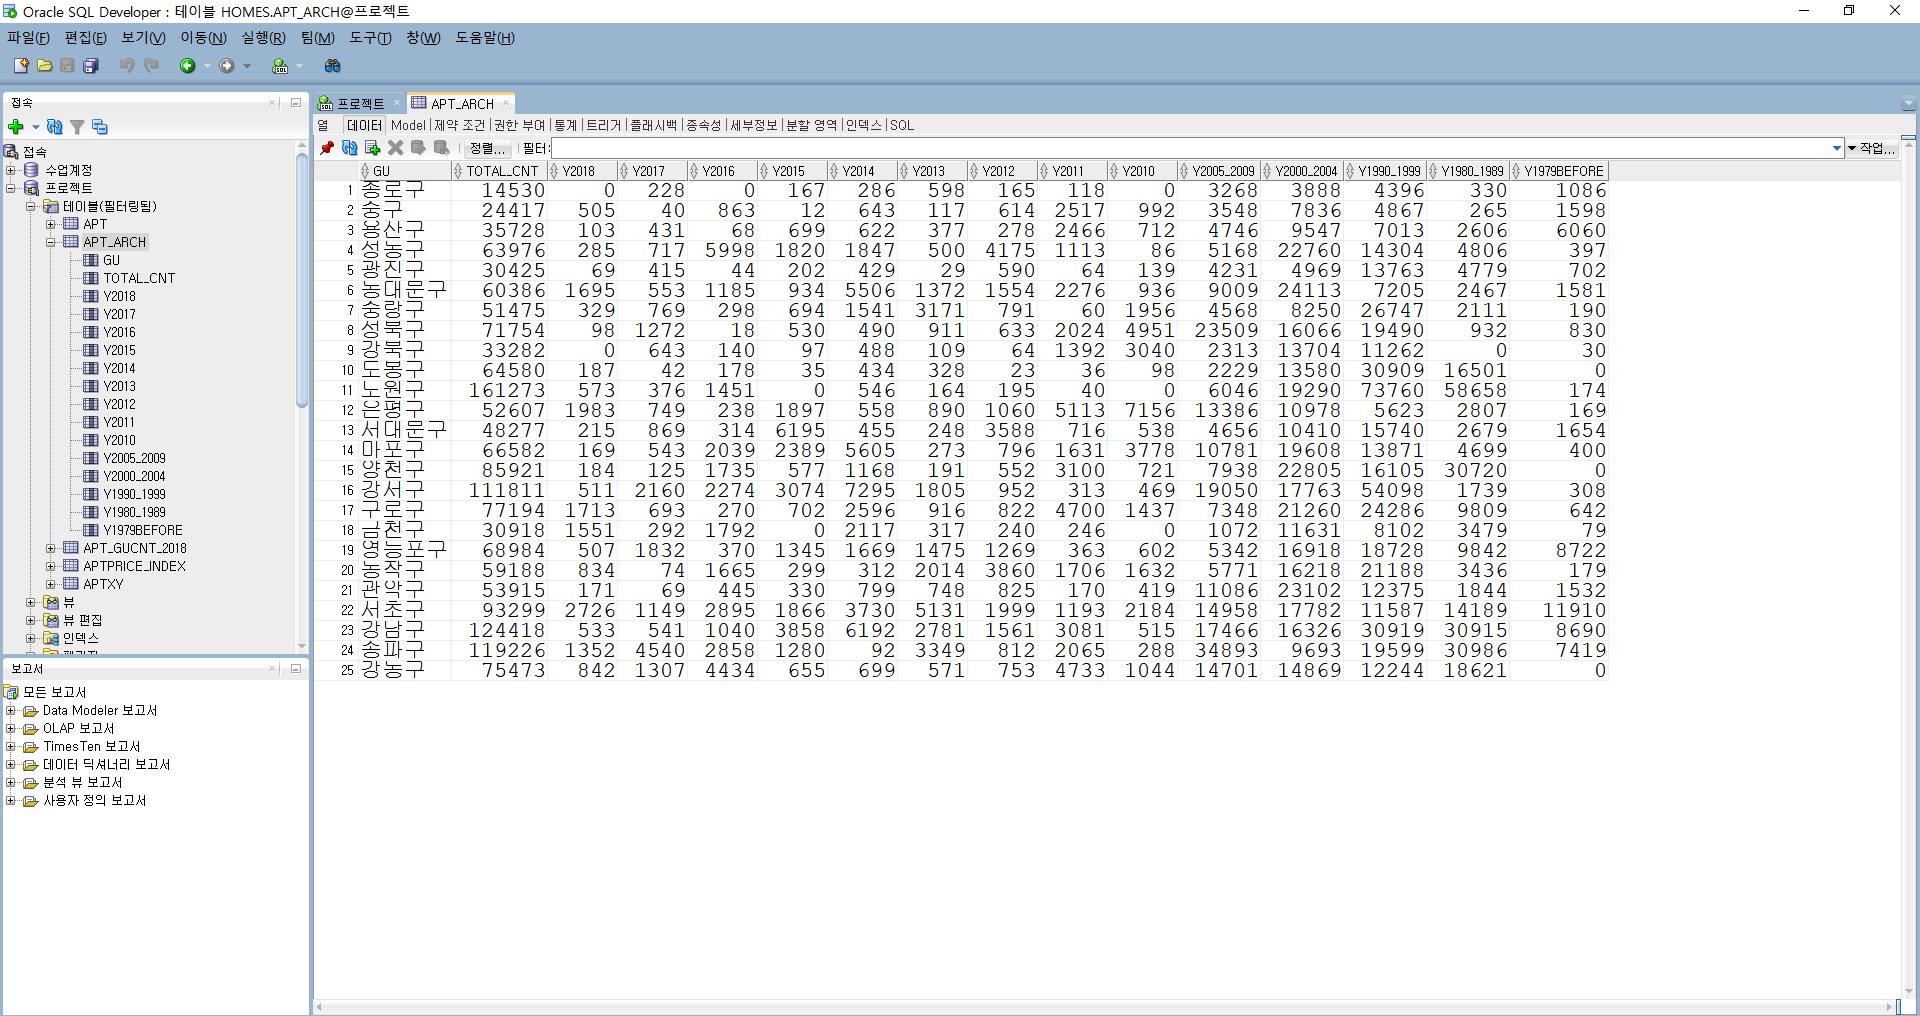 Oracle SQL Developer : 테이블 HOMES.APT_ARCH@프로젝트
파일(F) 편집(E) 보기(V) 이동(N) 실행(R) 팀(M) 도구(T) 창(W) 도움말(H)
접속
접속
수업계정
프로젝트
테이블(필터링됨)
APT
APT_ARCH
GU
TOTAL_CNT
Y2018
Y2017
Y2016
Y2015
Y2014
Y2013
Y2012
Y2011
Y2010
Y2005_2009
Y2000_2004
Y1990_1999
Y1980_1989
Y1979BEFORE
APT_GUCNT_2018
APTPRICE_INDEX
APTXY
뷰
뷰 편집
인덱스
보고서
모든 보고서
Data Modeler 보고서
OLAP 보고서
TimesTen 보고서
데이터 딕셔너리 보고서
분석 뷰 보고서
사용자 정의 보고서
프로젝트 APT_ARCH
열 데이터 Model 제약 조건 권한 부여 통계 트리거 플래시백 종속성 세부정보 분할 영역 인덱스 SQL
정렬... 필터: 작업...
GU TOTAL_CNT Y2018 Y2017 Y2016 Y2015 Y2014 Y2013 Y2012 Y2011 Y2010 Y2005_2009 Y2000_2004 Y1990_1999 Y1980_1989 Y1979BEFORE
1 종로구 14530 0 228 0 167 286 598 165 118 0 3268 3888 4396 330 1086
2 중구 24417 505 40 863 12 643 117 614 2517 992 3548 7836 4867 265 1598
3 용산구 35728 103 431 68 699 622 377 278 2466 712 4746 9547 7013 2606 6060
4 성동구 63976 285 717 5998 1820 1847 500 4175 1113 86 5168 22760 14304 4806 397
5 광진구 30425 69 415 44 202 429 29 590 64 139 4231 4969 13763 4779 702
6 동대문구 60386 1695 553 1185 934 5506 1372 1554 2276 936 9009 24113 7205 2467 1581
7 중랑구 51475 329 769 298 694 1541 3171 791 60 1956 4568 8250 26747 2111 190
8 성북구 71754 98 1272 18 530 490 911 633 2024 4951 23509 16066 19490 932 830
9 강북구 33282 0 643 140 97 488 109 64 1392 3040 2313 13704 11262 0 30
10 도봉구 64580 187 42 178 35 434 328 23 36 98 2229 13580 30909 16501 0
11 노원구 161273 573 376 1451 0 546 164 195 40 0 6046 19290 73760 58658 174
12 은평구 52607 1983 749 238 1897 558 890 1060 5113 7156 13386 10978 5623 2807 169
13 서대문구 48277 215 869 314 6195 455 248 3588 716 538 4656 10410 15740 2679 1654
14 마포구 66582 169 543 2039 2389 5605 273 796 1631 3778 10781 19608 13871 4699 400
15 양천구 85921 184 125 1735 577 1168 191 552 3100 721 7938 22805 16105 30720 0
16 강서구 111811 511 2160 2274 3074 7295 1805 952 313 469 19050 17763 54098 1739 308
17 구로구 77194 1713 693 270 702 2596 916 822 4700 1437 7348 21260 24286 9809 642
18 금천구 30918 1551 292 1792 0 2117 317 240 246 0 1072 11631 8102 3479 79
19 영등포구 68984 507 1832 370 1345 1669 1475 1269 363 602 5342 16918 18728 9842 8722
20 동작구 59188 834 74 1665 299 312 2014 3860 1706 1632 5771 16218 21188 3436 179
21 관악구 53915 171 69 445 330 799 748 825 170 419 11086 23102 12375 1844 1532
22 서초구 93299 2726 1149 2895 1866 3730 5131 1999 1193 2184 14958 17782 11587 14189 11910
23 강남구 124418 533 541 1040 3858 6192 2781 1561 3081 515 17466 16326 30919 30915 8690
24 송파구 119226 1352 4540 2858 1280 92 3349 812 2065 288 34893 9693 19599 30986 7419
25 강동구 75473 842 1307 4434 655 699 571 753 4733 1044 14701 14869 12244 18621 0